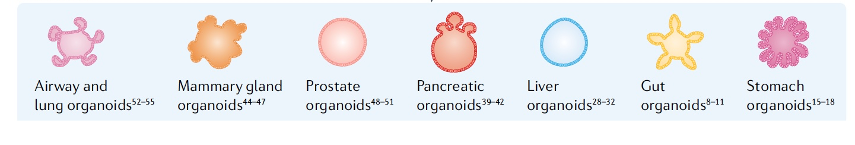 Airway and
lung organoids52–55
Mammary gland
organoids44–47
Prostate
organoids48–51
Pancreatic
organoids39–42
Liver
organoids28–32
Gut
organoids8–11
Stomach
organoids15–18